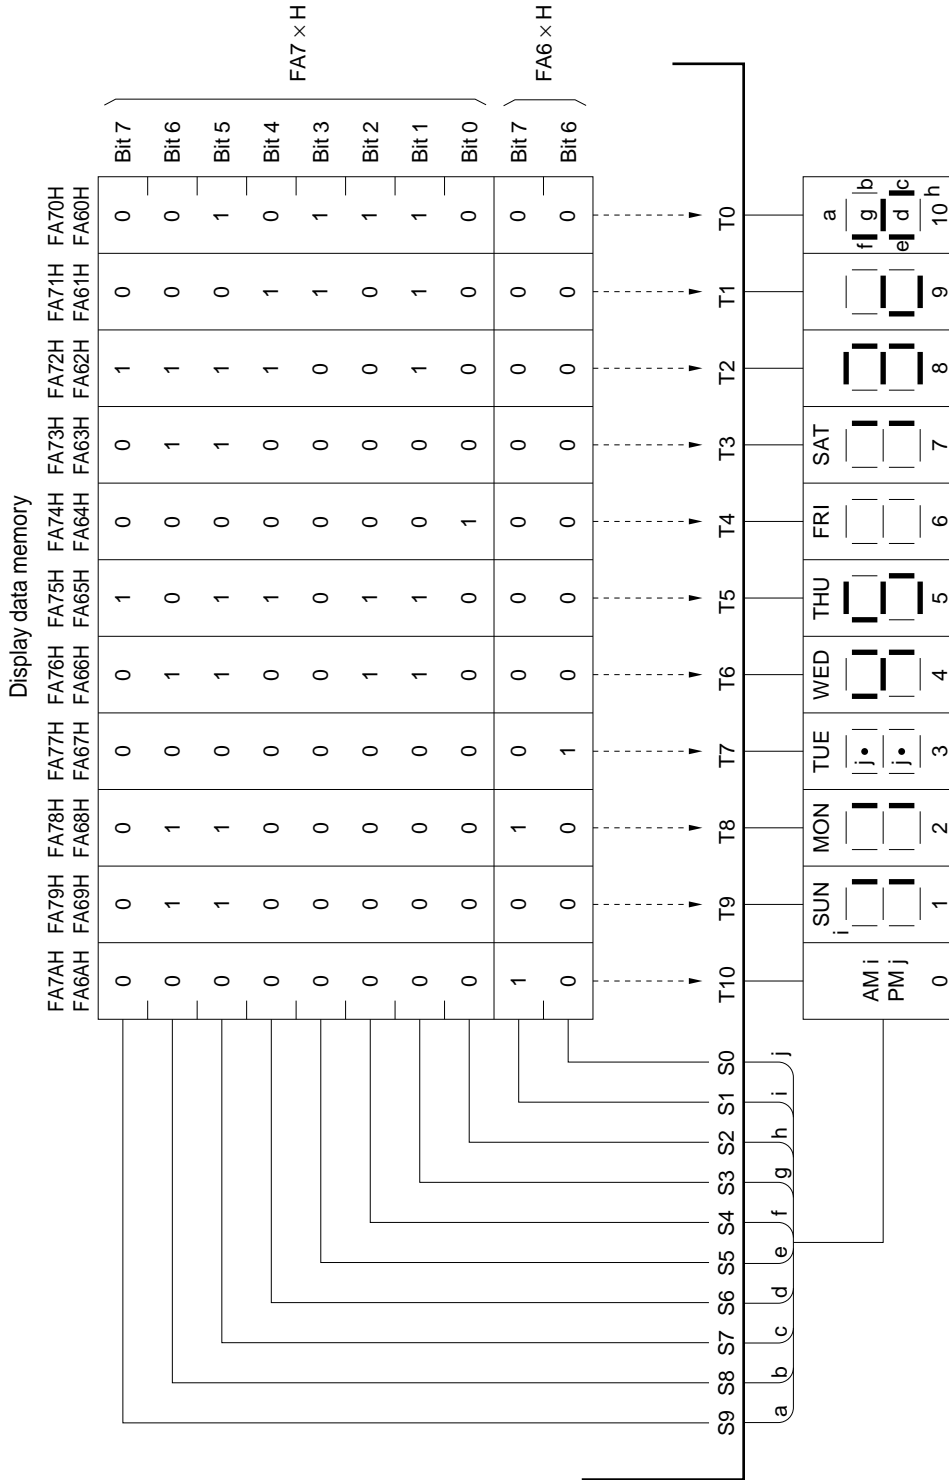 Display data memory
FA7AH FA79H FA78H FA77H FA76H FA75H FA74H FA73H FA72H FA71H FA70H
FA6AH FA69H FA68H FA67H FA66H FA65H FA64H FA63H FA62H FA61H FA60H
0 0 0 0 0 1 0 0 1 0 0 Bit 7
0 1 1 0 1 0 0 1 1 0 0 Bit 6
0 1 1 0 1 1 0 1 1 0 1 Bit 5
0 0 0 0 0 1 0 0 1 1 0 Bit 4
FA7 × H
0 0 0 0 0 0 0 0 0 1 1 Bit 3
0 0 0 0 1 1 0 0 0 0 1 Bit 2
0 0 0 0 1 1 0 0 1 1 1 Bit 1
0 0 0 0 0 0 1 0 0 0 0 Bit 0
1 0 1 0 0 0 0 0 0 0 0 Bit 7
FA6 × H
0 0 0 1 0 0 0 0 0 0 0 Bit 6
S9 S8 S7 S6 S5 S4 S3 S2 S1 S0 T10 T9 T8 T7 T6 T5 T4 T3 T2 T1 T0
a b c d e f g h i j
SUN MON TUE WED THU FRI SAT
i
AM i
PM j
j
j
a
f g b
e d c
h
0 1 2 3 4 5 6 7 8 9 10